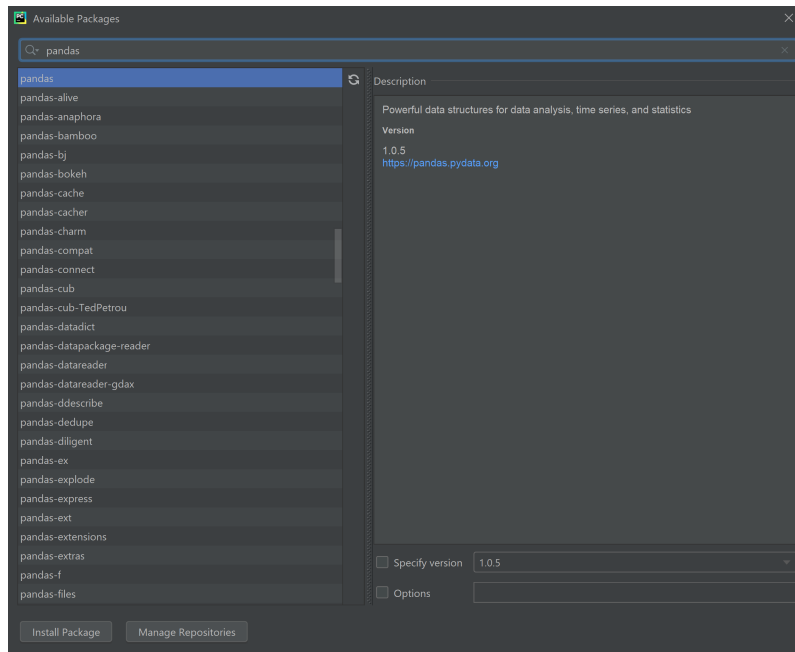 PC Available Packages
pandas
pandas
pandas-alive
pandas-anaphora
pandas-bamboo
pandas-bj
pandas-bokeh
pandas-cache
pandas-cacher
pandas-charm
pandas-compat
pandas-connect
pandas-cub
pandas-cub-TedPetrou
pandas-datadict
pandas-datapackage-reader
pandas-datareader
pandas-datareader-gdax
pandas-ddescribe
pandas-dedupe
pandas-diligent
pandas-ex
pandas-explode
pandas-express
pandas-ext
pandas-extensions
pandas-extras
pandas-f
pandas-files
Description
Powerful data structures for data analysis, time series, and statistics
Version
1.0.5
https://pandas.pydata.org
Specify version 1.0.5
Options
Install Package Manage Repositories